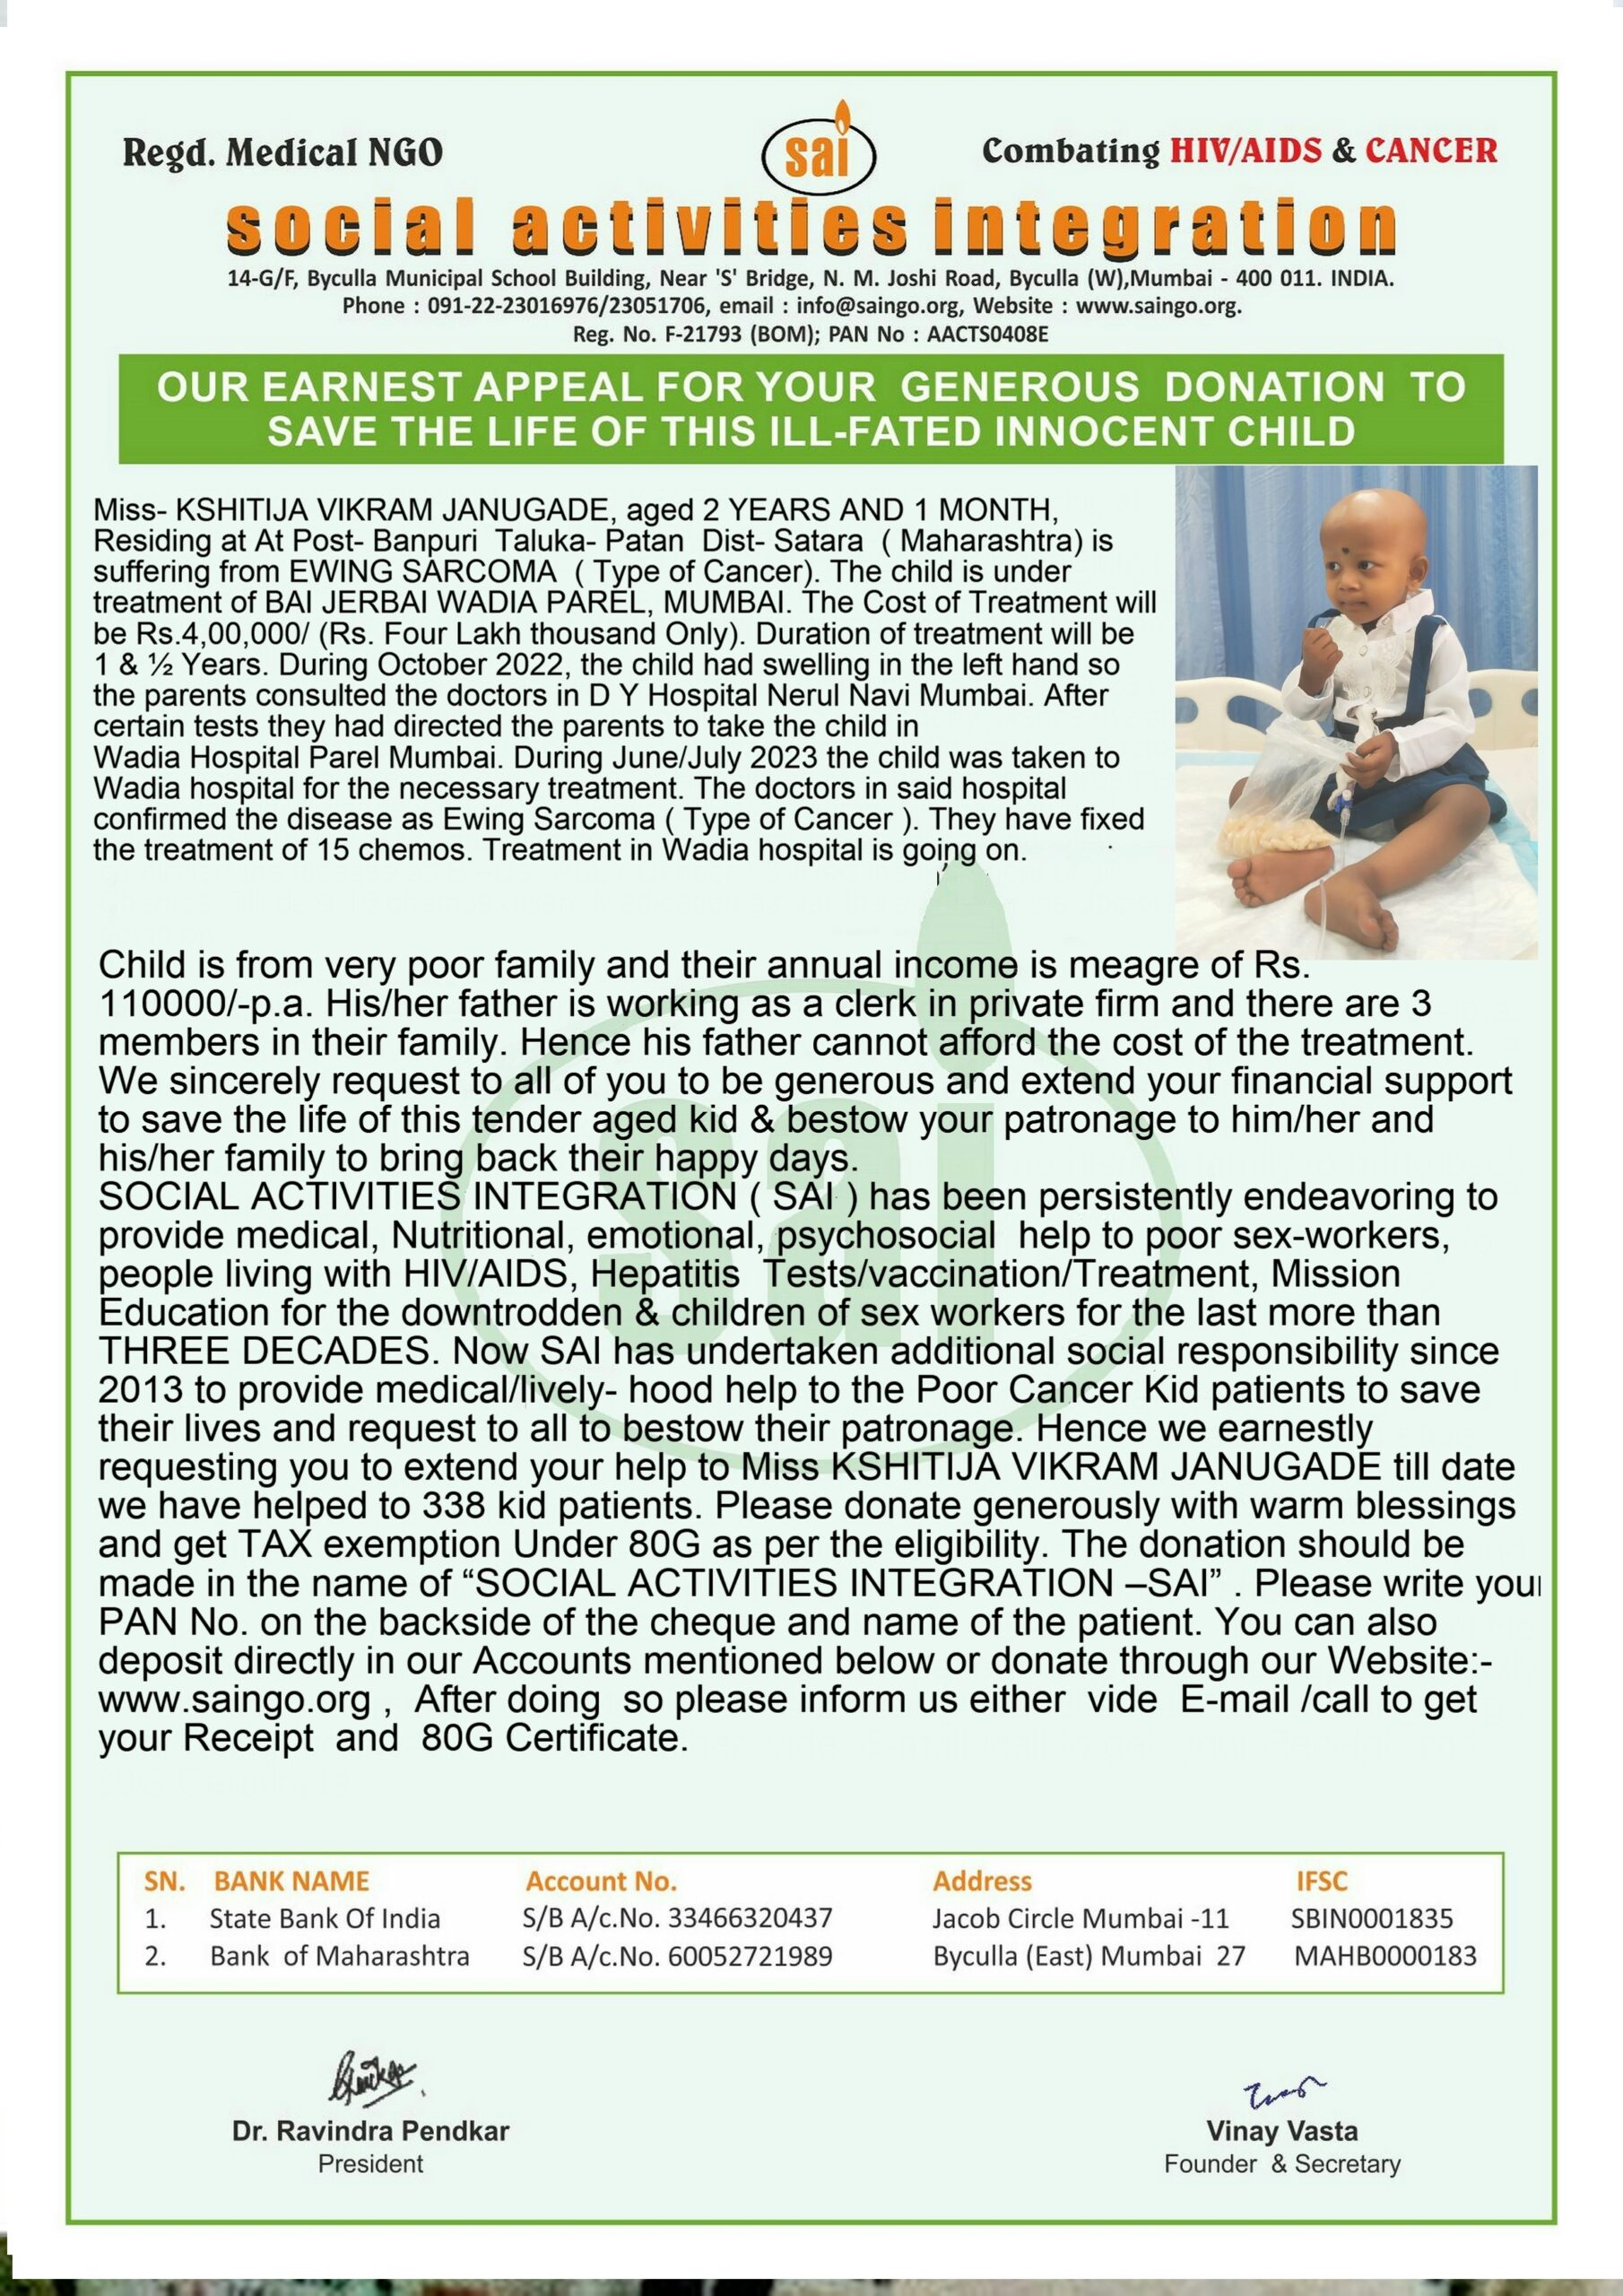 Regd. Medical NGO
sai
Combating HIV/AIDS & CANCER
social activities integration
14-G/F, Byculla Municipal School Building, Near 'S' Bridge, N. M. Joshi Road, Byculla (W),Mumbai - 400 011. INDIA.
Phone : 091-22-23016976/23051706, email : info@saingo.org, Website : www.saingo.org.
Reg. No. F-21793 (BOM); PAN No : AACTS0408E
OUR EARNEST APPEAL FOR YOUR GENEROUS DONATION TO
SAVE THE LIFE OF THIS ILL-FATED INNOCENT CHILD
Miss- KSHITIJA VIKRAM JANUGADE, aged 2 YEARS AND 1 MONTH,
Residing at At Post- Banpuri Taluka- Patan Dist- Satara ( Maharashtra) is
suffering from EWING SARCOMA ( Type of Cancer). The child is under
treatment of BAI JERBAI WADIA PAREL, MUMBAI. The Cost of Treatment will
be Rs.4,00,000/ (Rs. Four Lakh thousand Only). Duration of treatment will be
1 & ½ Years. During October 2022, the child had swelling in the left hand so
the parents consulted the doctors in D Y Hospital Nerul Navi Mumbai. After
certain tests they had directed the parents to take the child in
Wadia Hospital Parel Mumbai. During June/July 2023 the child was taken to
Wadia hospital for the necessary treatment. The doctors in said hospital
confirmed the disease as Ewing Sarcoma ( Type of Cancer ). They have fixed
the treatment of 15 chemos. Treatment in Wadia hospital is going on.
Child is from very poor family and their annual income is meagre of Rs.
110000/-p.a. His/her father is working as a clerk in private firm and there are 3
members in their family. Hence his father cannot afford the cost of the treatment.
We sincerely request to all of you to be generous and extend your financial support
to save the life of this tender aged kid & bestow your patronage to him/her and
his/her family to bring back their happy days.
SOCIAL ACTIVITIES INTEGRATION ( SAI ) has been persistently endeavoring to
provide medical, Nutritional, emotional, psychosocial help to poor sex-workers,
people living with HIV/AIDS, Hepatitis Tests/vaccination/Treatment, Mission
Education for the downtrodden & children of sex workers for the last more than
THREE DECADES. Now SAI has undertaken additional social responsibility since
2013 to provide medical/lively- hood help to the Poor Cancer Kid patients to save
their lives and request to all to bestow their patronage. Hence we earnestly
requesting you to extend your help to Miss KSHITIJA VIKRAM JANUGADE till date
we have helped to 338 kid patients. Please donate generously with warm blessings
and get TAX exemption Under 80G as per the eligibility. The donation should be
made in the name of “SOCIAL ACTIVITIES INTEGRATION –SAI” . Please write your
PAN No. on the backside of the cheque and name of the patient. You can also
deposit directly in our Accounts mentioned below or donate through our Website:-
www.saingo.org , After doing so please inform us either vide E-mail /call to get
your Receipt and 80G Certificate.
SN. BANK NAME Account No. Address IFSC
1. State Bank Of India S/B A/c.No. 33466320437 Jacob Circle Mumbai -11 SBIN0001835
2. Bank of Maharashtra S/B A/c.No. 60052721989 Byculla (East) Mumbai 27 MAHB0000183
Dr. Ravindra Pendkar
President
Vinay Vasta
Founder & Secretary